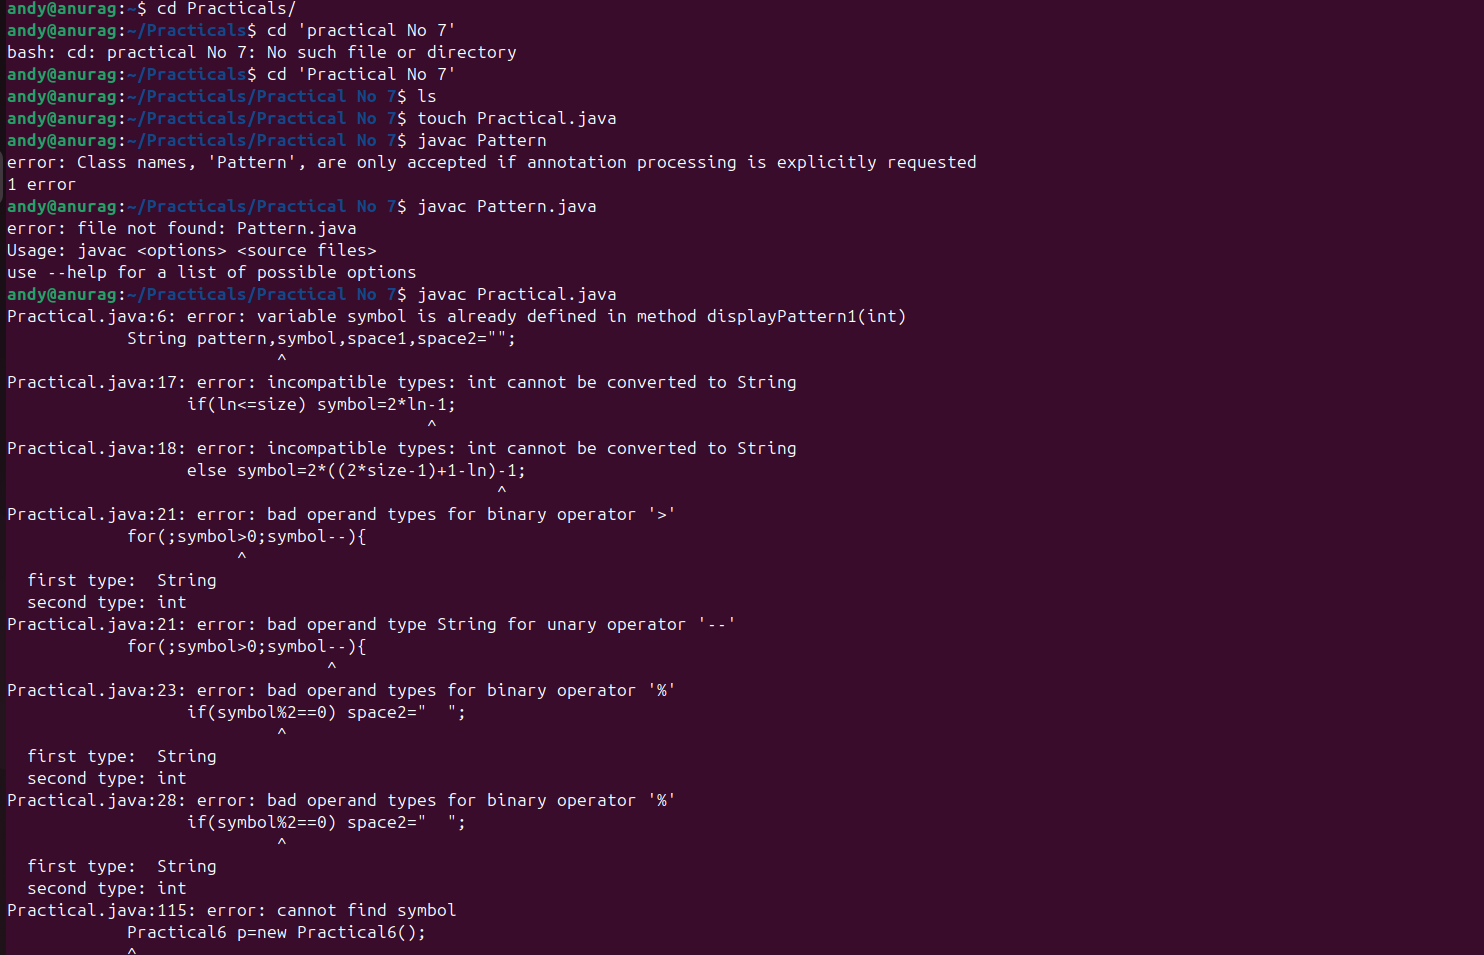 andy@anurag:~$ cd Practicals/
andy@anurag:~/Practicals$ cd 'practical No 7'
bash: cd: practical No 7: No such file or directory
andy@anurag:~/Practicals$ cd 'Practical No 7'
andy@anurag:~/Practicals/Practical No 7$ ls
andy@anurag:~/Practicals/Practical No 7$ touch Practical.java
andy@anurag:~/Practicals/Practical No 7$ javac Pattern
error: Class names, 'Pattern', are only accepted if annotation processing is explicitly requested
1 error
andy@anurag:~/Practicals/Practical No 7$ javac Pattern.java
error: file not found: Pattern.java
Usage: javac <options> <source files>
use --help for a list of possible options
andy@anurag:~/Practicals/Practical No 7$ javac Practical.java
Practical.java:6: error: variable symbol is already defined in method displayPattern1(int)
            String pattern,symbol,space1,space2="";
                           ^
Practical.java:17: error: incompatible types: int cannot be converted to String
                  if(ln<=size) symbol=2*ln-1;
                                          ^
Practical.java:18: error: incompatible types: int cannot be converted to String
                  else symbol=2*((2*size-1)+1-ln)-1;
                                                 ^
Practical.java:21: error: bad operand types for binary operator '>'
            for(;symbol>0;symbol--){
                       ^
  first type:  String
  second type: int
Practical.java:21: error: bad operand type String for unary operator '--'
            for(;symbol>0;symbol--){
                                ^
Practical.java:23: error: bad operand types for binary operator '%'
                  if(symbol%2==0) space2="  ";
                           ^
  first type:  String
  second type: int
Practical.java:28: error: bad operand types for binary operator '%'
                  if(symbol%2==0) space2="  ";
                           ^
  first type:  String
  second type: int
Practical.java:115: error: cannot find symbol
            Practical6 p=new Practical6();
            ^